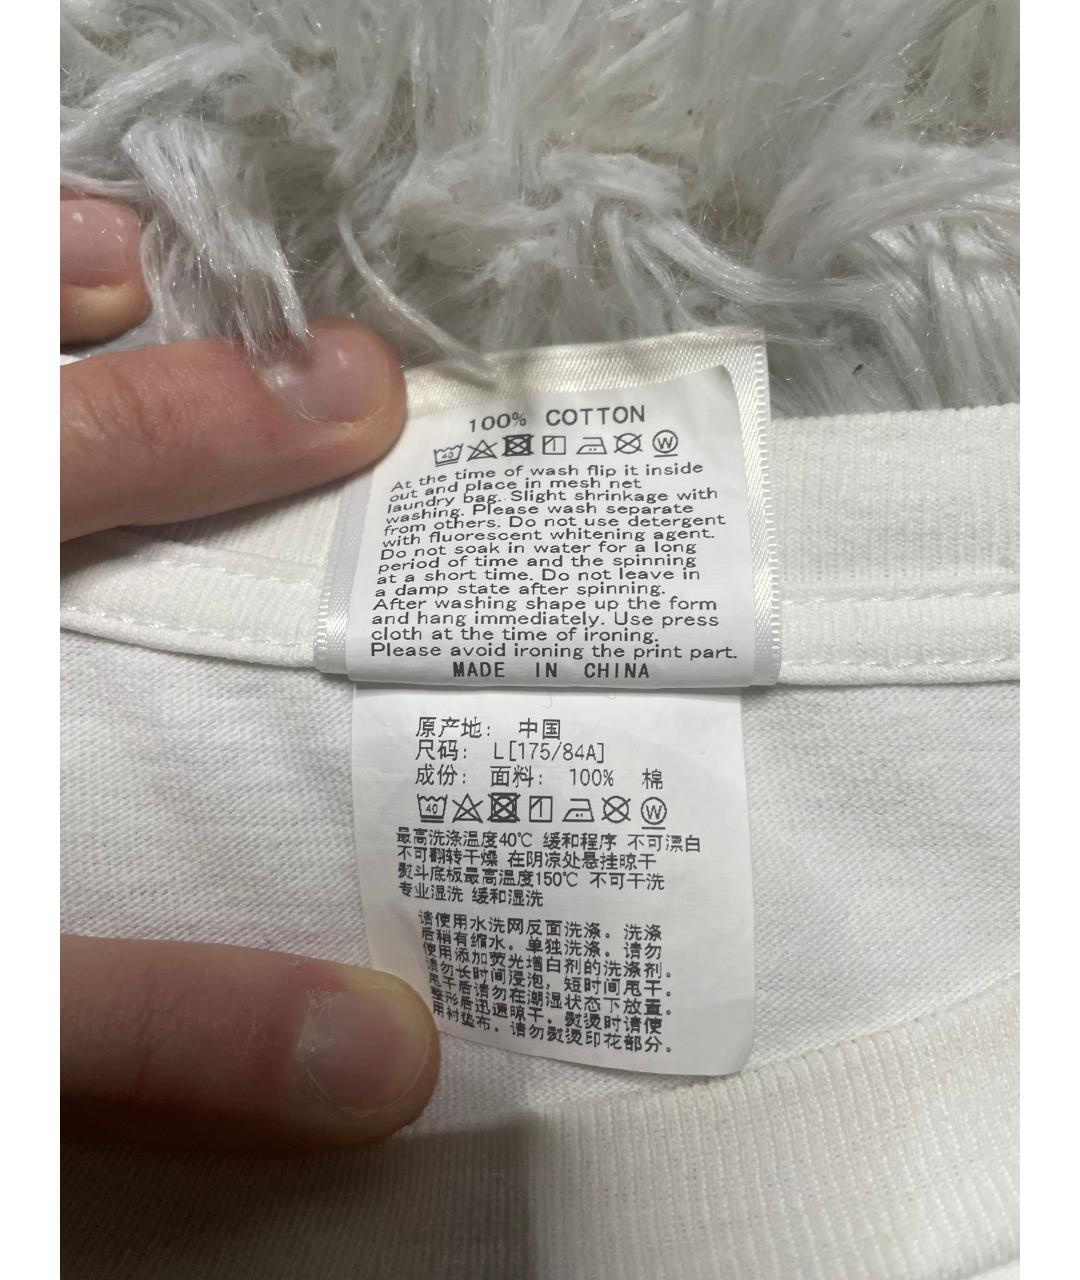 100% COTTON
At the time of wash flip it inside
out and place in mesh net
laundry bag. Slight shrinkage with
washing. Please wash separate
from others. Do not use detergent
with fluorescent whitening agent.
Do not soak in water for a long
period of time and the spinning
at a short time. Do not leave in
a damp state after spinning.
After washing shape up the form
and hang immediately. Use press
cloth at the time of ironing.
Please avoid ironing the print part.
MADE IN CHINA
原产地: 中国
尺码: L[175/84A]
成份: 面料: 100% 棉
最高洗涤温度40℃ 缓和程序 不可漂白
不可翻转干燥 在阴凉处悬挂晾干
熨斗底板最高温度150℃ 不可干洗
专业湿洗 缓和湿洗
请使用水洗网反面洗涤。洗涤
后稍有缩水。单独洗涤。请勿
使用添加荧光增白剂的洗涤剂。
请勿长时间浸泡, 短时间甩干。
甩干后请勿在潮湿状态下放置。
整形后迅速晾干。熨烫时请使
用衬垫布。请勿熨烫印花部分。